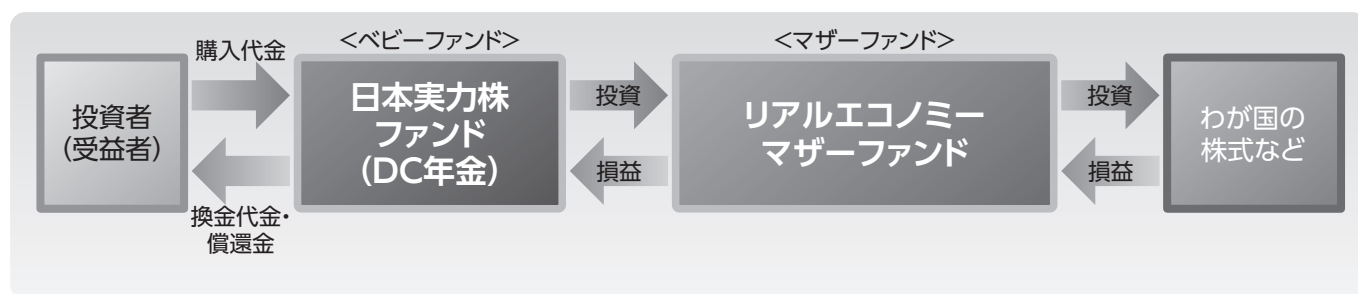 購入代金
<ベビーファンド>
<マザーファンド>
投資者
(受益者)
日本実力株
ファンド
(DC年金)
投資
リアルエコノミー
マザーファンド
投資
わが国の
株式など
損益
損益
換金代金・
償還金